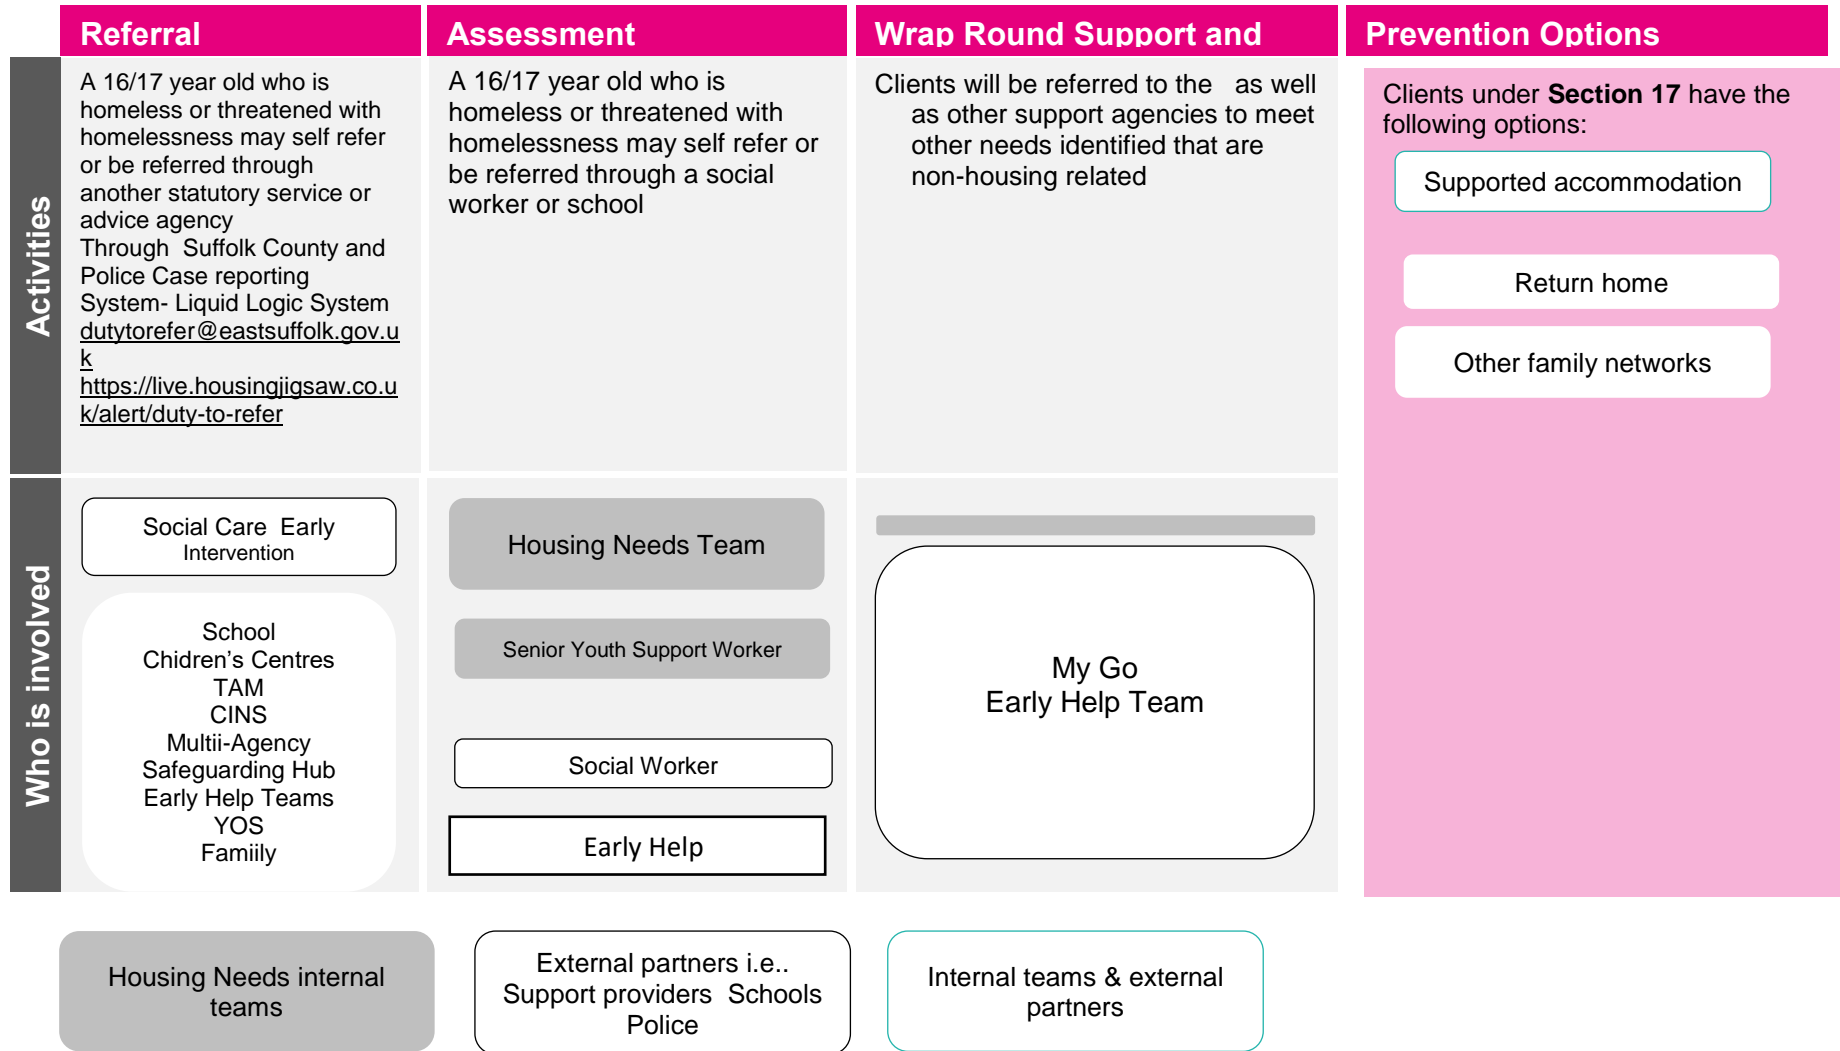 Referral
Assessment
Wrap Round Support and
Prevention Options
Activities
A 16/17 year old who is
homeless or threatened with
homelessness may self refer
or be referred through
another statutory service or
advice agency
Through  Suffolk County and
Police Case reporting
System- Liquid Logic System
dutytorefer@eastsuffolk.gov.u
k
https://live.housingjigsaw.co.u
k/alert/duty-to-refer
A 16/17 year old who is
homeless or threatened with
homelessness may self refer or
be referred through a social
worker or school
Clients will be referred to the   as well
as other support agencies to meet
other needs identified that are
non-housing related
Clients under Section 17 have the
following options:
Supported accommodation
Return home
Other family networks
Who is involved
Social Care  Early
Intervention
School
Chidren’s Centres
TAM
CINS
Multii-Agency
Safeguarding Hub
Early Help Teams
YOS
Famiily
Housing Needs Team
Senior Youth Support Worker
Social Worker
Early Help
My Go
Early Help Team
Housing Needs internal
teams
External partners i.e..
Support providers  Schools
Police
Internal teams & external
partners